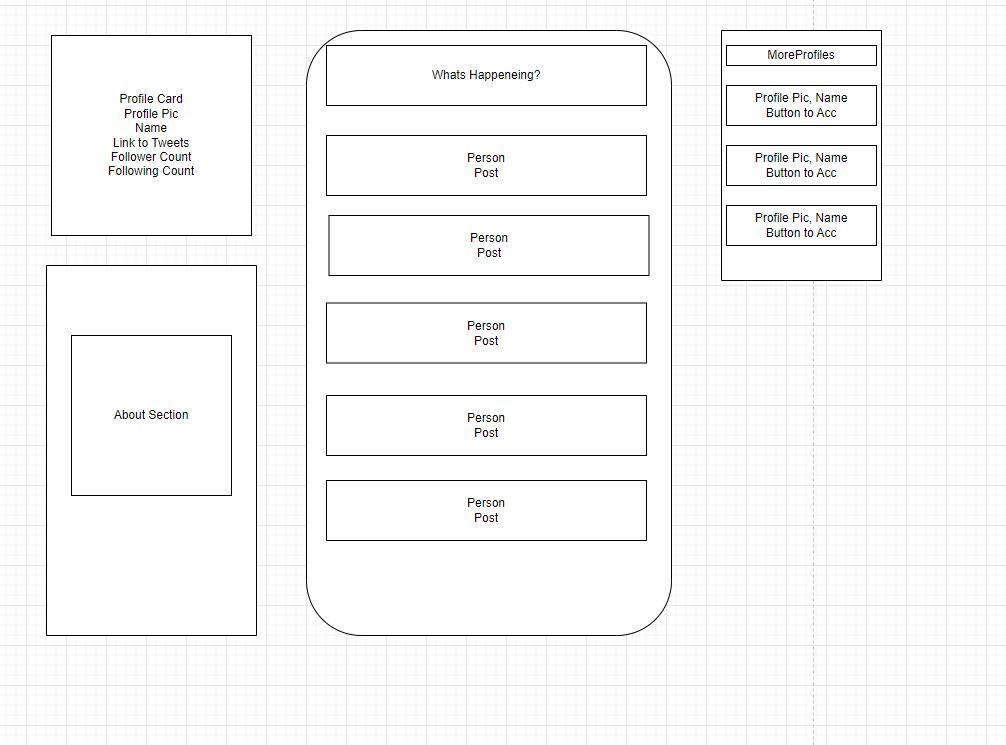 Profile Card
Profile Pic
Name
Link to Tweets
Follower Count
Following Count
About Section
Whats Happeneing?
Person
Post
Person
Post
Person
Post
Person
Post
Person
Post
MoreProfiles
Profile Pic, Name
Button to Acc
Profile Pic, Name
Button to Acc
Profile Pic, Name
Button to Acc